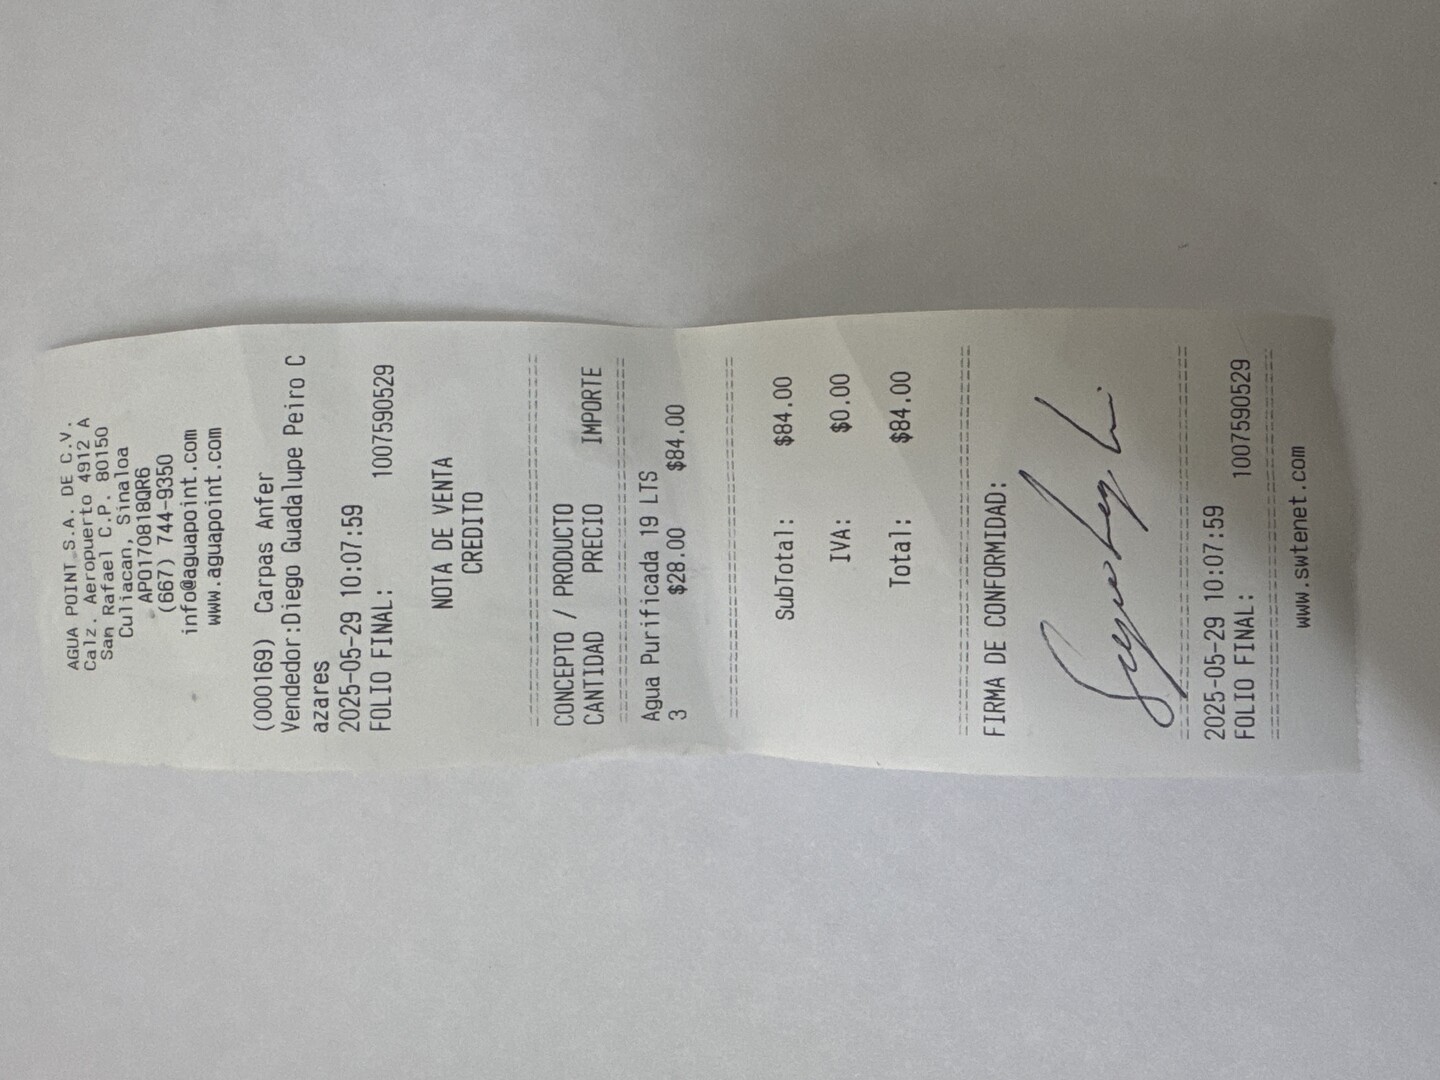 AGUA POINT S.A. DE C.V.
Calz. Aeropuerto 4912 A
San Rafael C.P. 80150
Culiacan, Sinaloa
APO170818QR6
(667) 744-9350
info@aguapoint.com
www.aguapoint.com
(000169) Carpas Anfer
Vendedor:Diego Guadalupe Peiro C
azares
2025-05-29 10:07:59
FOLIO FINAL: 1007590529
NOTA DE VENTA
CREDITO
================================
CONCEPTO / PRODUCTO
CANTIDAD PRECIO IMPORTE
================================
Agua Purificada 19 LTS
3 $28.00 $84.00
================================
SubTotal: $84.00
IVA: $0.00
Total: $84.00
================================
FIRMA DE CONFORMIDAD:
================================
2025-05-29 10:07:59
FOLIO FINAL: 1007590529
================================
www.swtenet.com